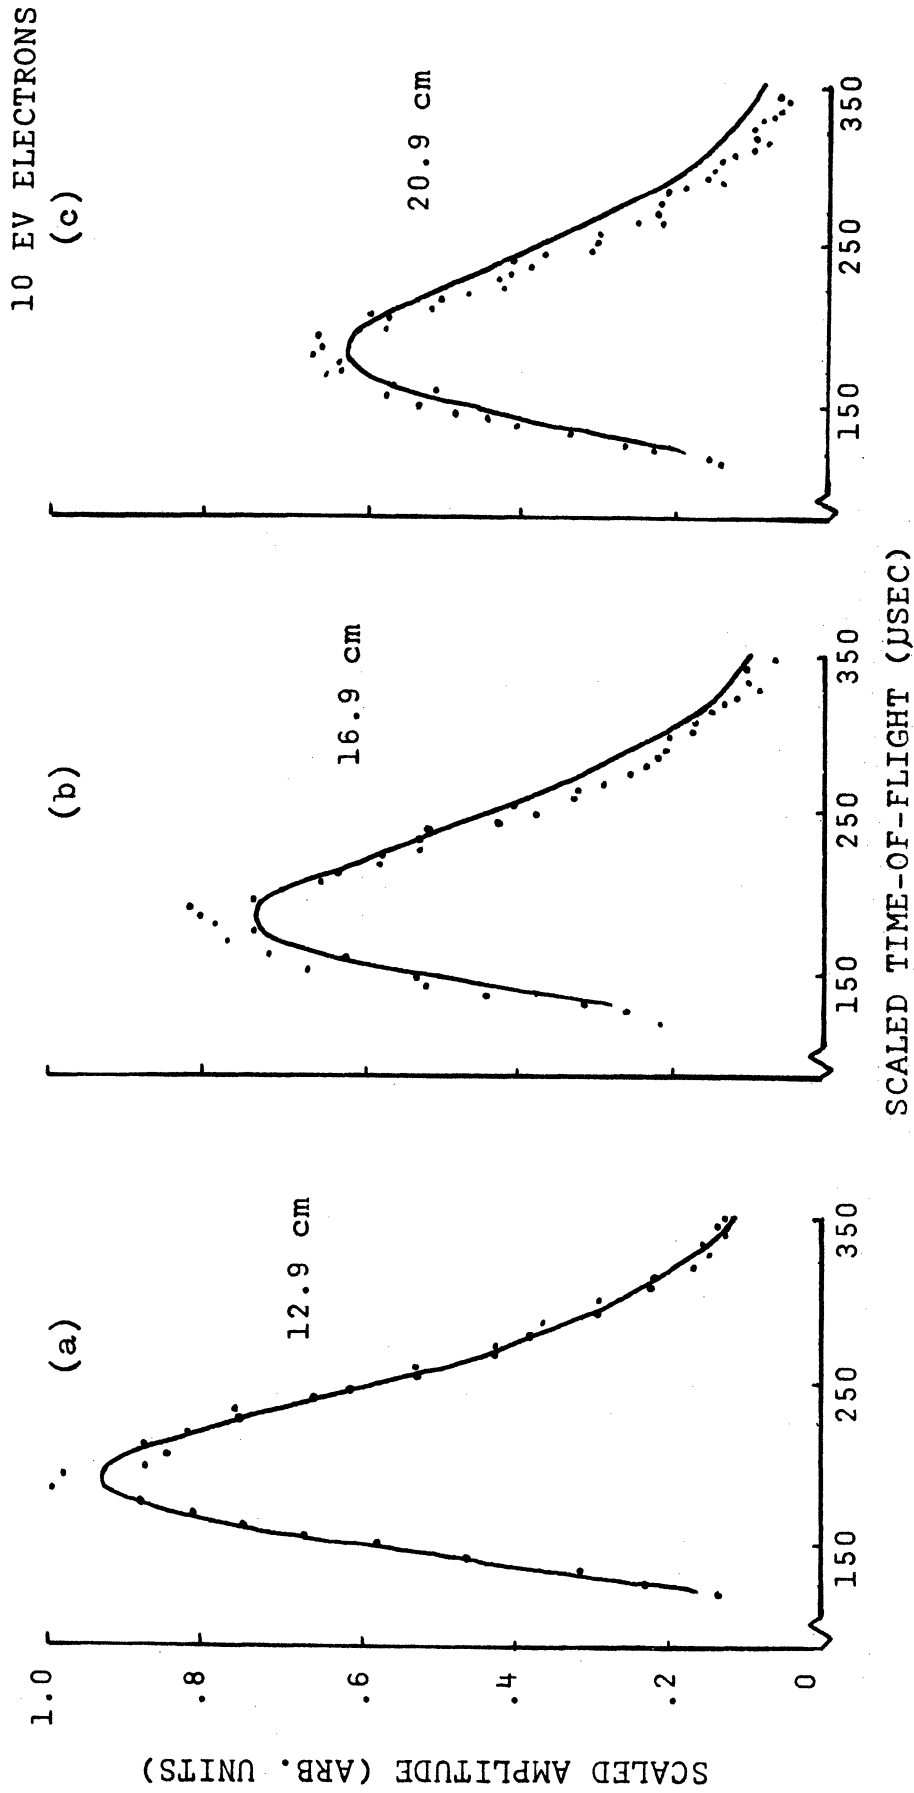 10 EV ELECTRONS
(a)
(b)
(c)
12.9 cm
16.9 cm
20.9 cm
SCALED AMPLITUDE (ARB. UNITS)
1.0
.8
.6
.4
.2
0
150
250
350
150
250
350
150
250
350
SCALED TIME-OF-FLIGHT (µSEC)